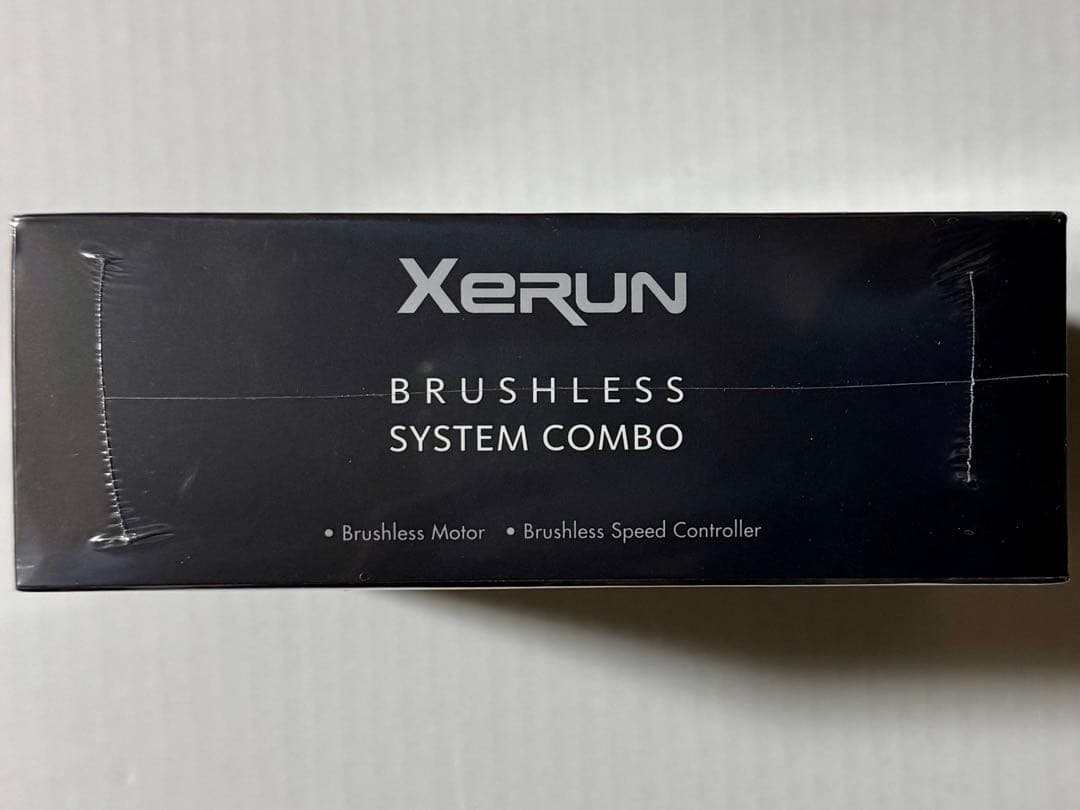 XERUN
BRUSHLESS
SYSTEM COMBO
• Brushless Motor • Brushless Speed Controller